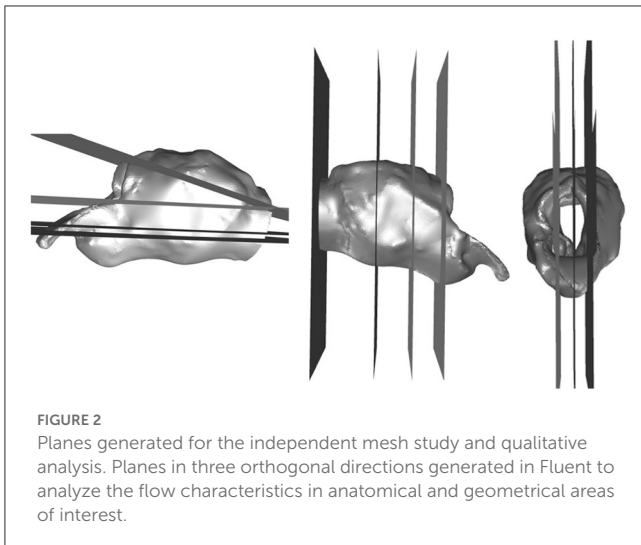 FIGURE 2
Planes generated for the independent mesh study and qualitative
analysis. Planes in three orthogonal directions generated in Fluent to
analyze the flow characteristics in anatomical and geometrical areas
of interest.